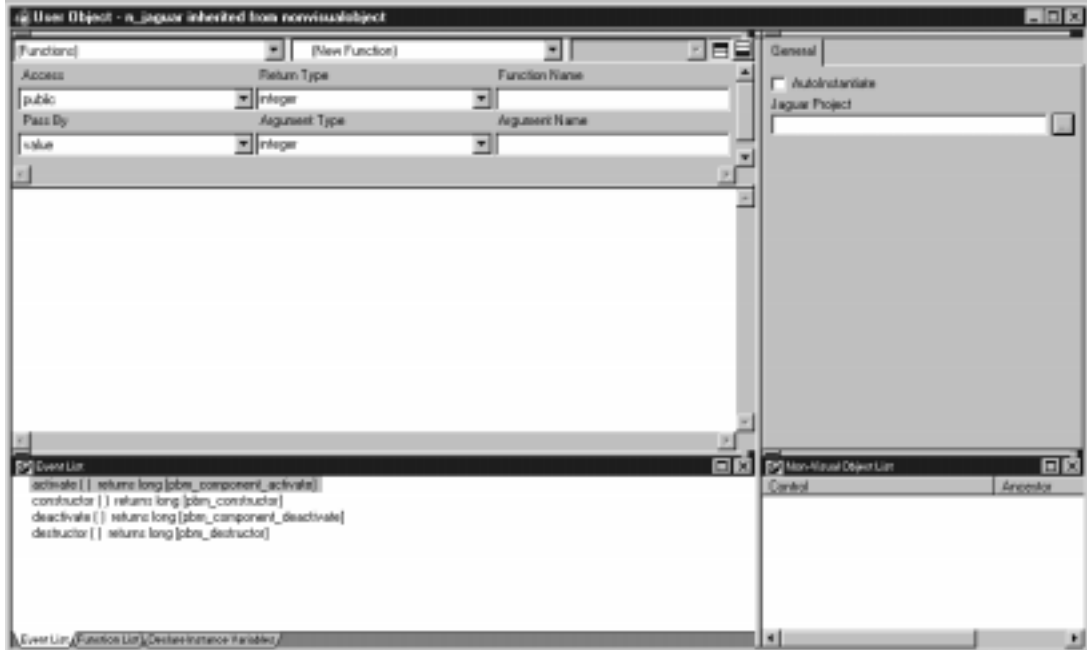 User Object - n_jaguar inherited from nonvisualobject
(Functions) (New Function)
Access Return Type Function Name
public integer
Pass By Argument Type Argument Name
value integer
General
AutoInstantiate
Jaguar Project
Event List
activate ( ) returns long [pbm_component_activate]
constructor ( ) returns long [pbm_constructor]
deactivate ( ) returns long [pbm_component_deactivate]
destructor ( ) returns long [pbm_destructor]
Event List Function List Declare Instance Variables
Non-Visual Object List
Control Ancestor